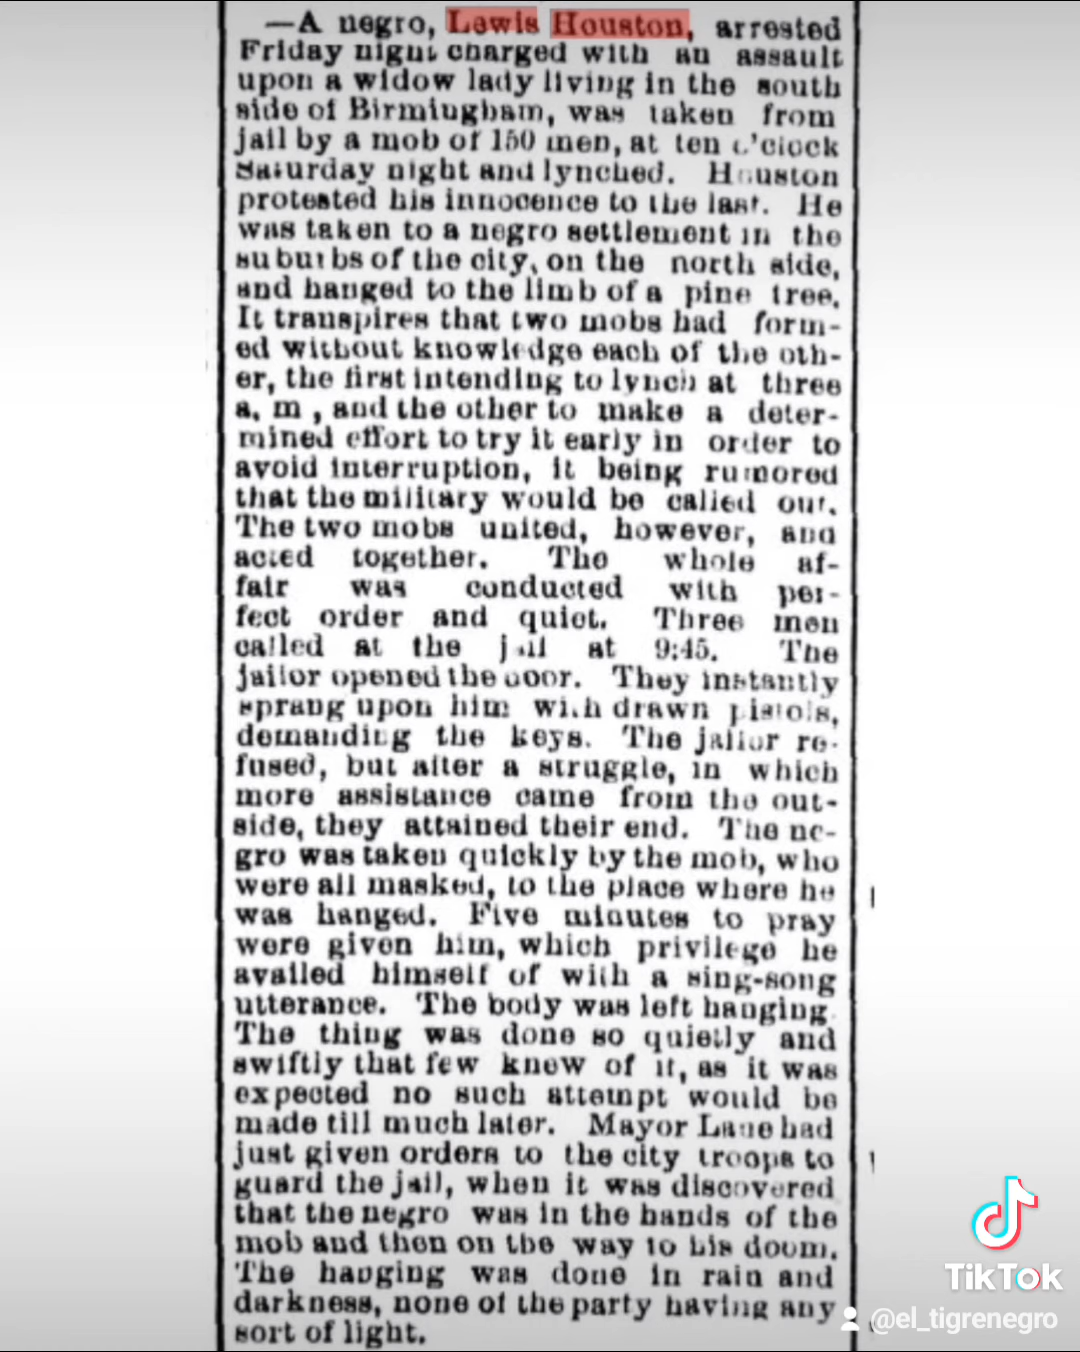 —A negro, Lewis Houston, arrested
Friday night charged with an assault
upon a widow lady living in the south
side of Birmingham, was taken from
jail by a mob of 150 men, at ten o'clock
Saturday night and lynched. Houston
protested his innocence to the last. He
was taken to a negro settlement in the
suburbs of the city, on the north side,
and hanged to the limb of a pine tree.
It transpires that two mobs had form-
ed without knowledge each of the oth-
er, the first intending to lynch at three
a. m , and the other to make a deter-
mined effort to try it early in order to
avoid interruption, it being rumored
that the military would be called out.
The two mobs united, however, and
acted together. The whole af-
fair was conducted with per-
fect order and quiet. Three men
called at the jail at 9:45. The
jailor opened the door. They instantly
sprang upon him with drawn pistols,
demanding the keys. The jailor re-
fused, but after a struggle, in which
more assistance came from the out-
side, they attained their end. The ne-
gro was taken quickly by the mob, who
were all masked, to the place where he
was hanged. Five minutes to pray
were given him, which privilege he
availed himself of with a sing-song
utterance. The body was left hanging.
The thing was done so quietly and
swiftly that few knew of it, as it was
expected no such attempt would be
made till much later. Mayor Lane had
just given orders to the city troops to
guard the jail, when it was discovered
that the negro was in the hands of the
mob and then on the way to his doom.
The hanging was done in rain and
darkness, none of the party having any
sort of light.
TikTok
@el_tigrenegro